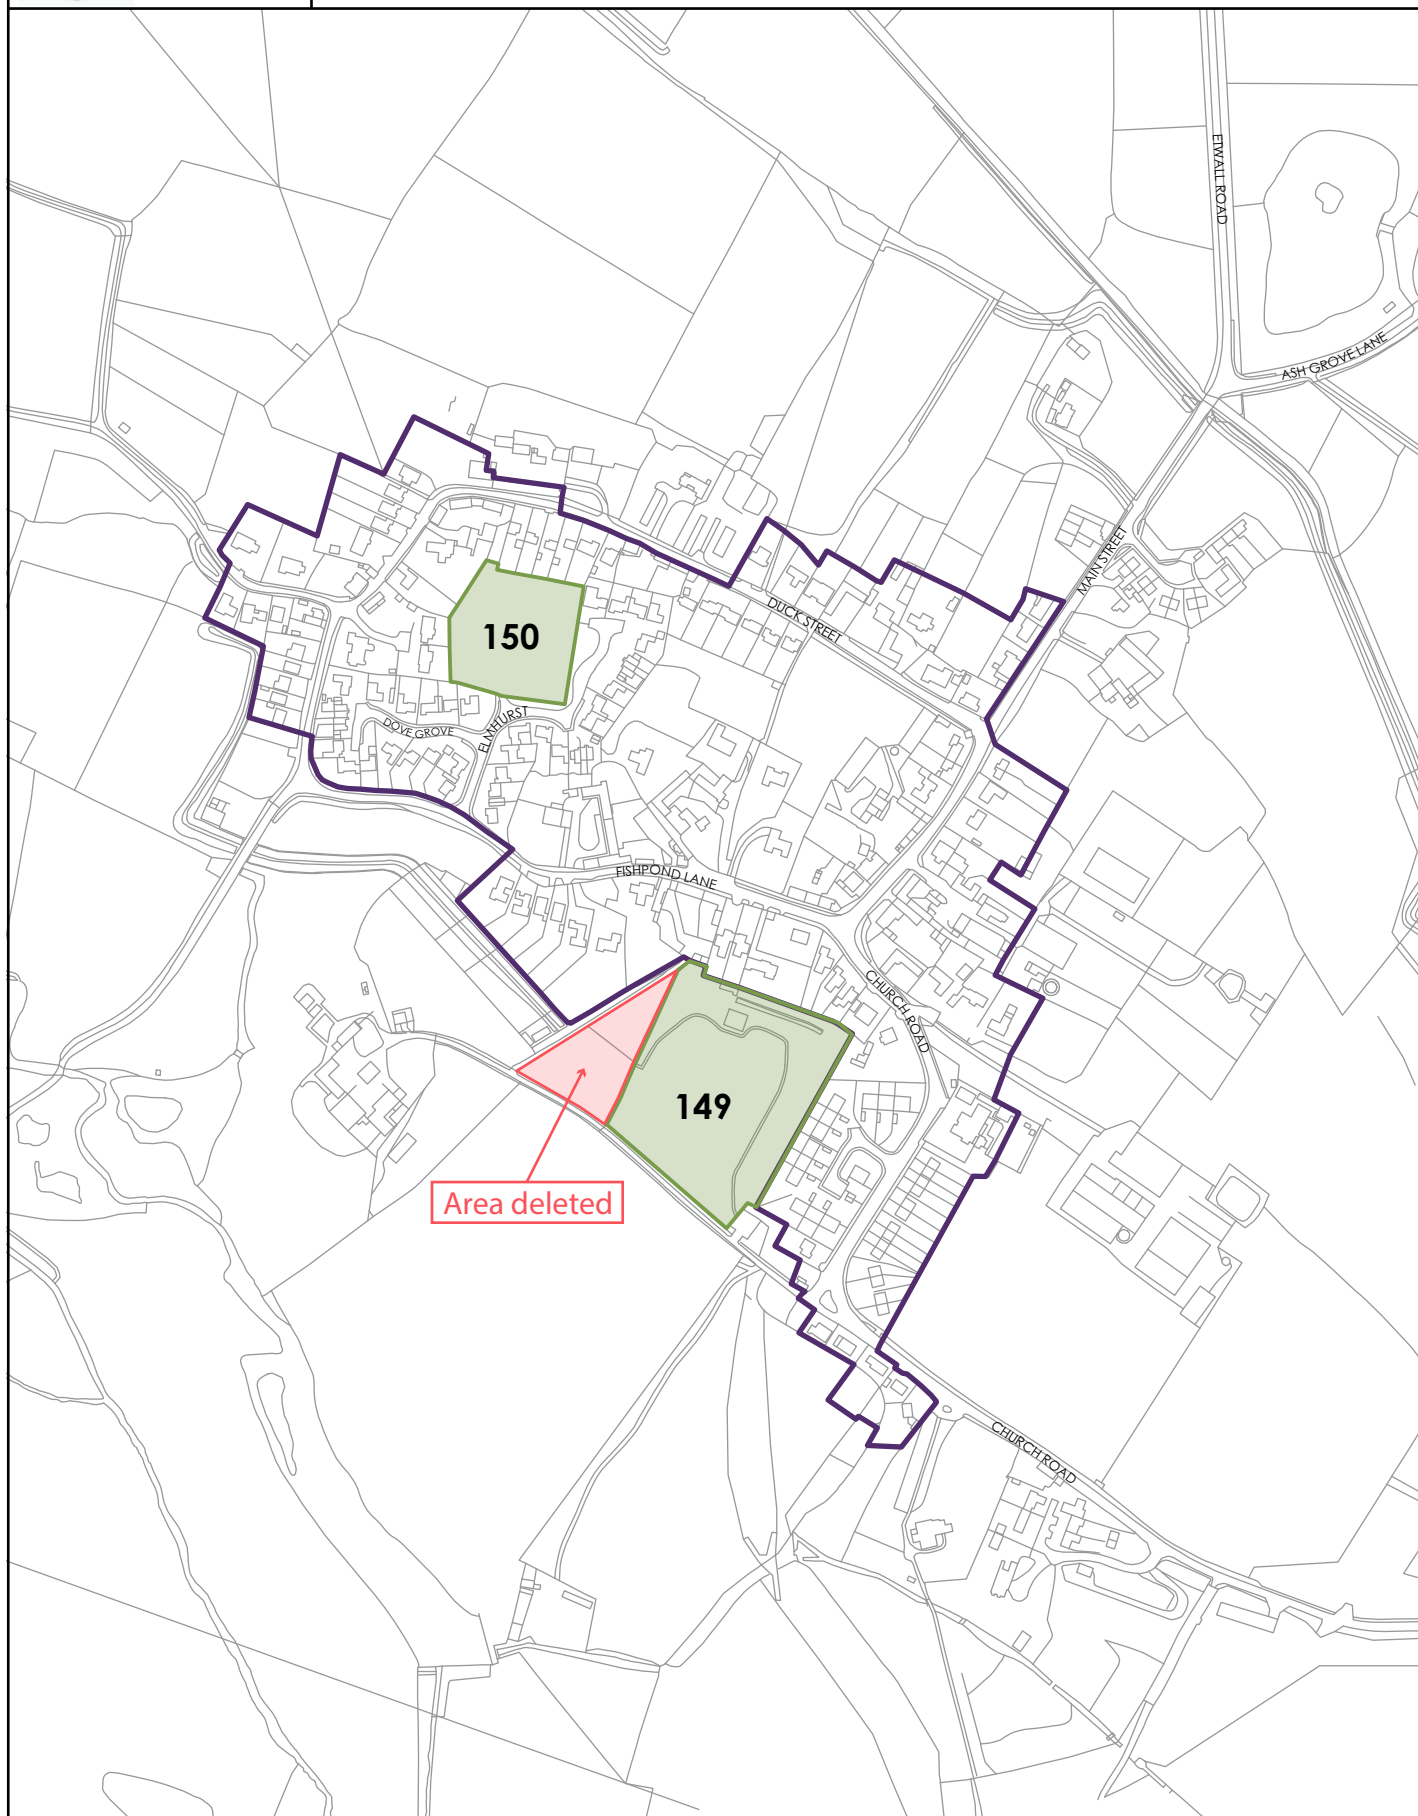 ETWALL ROAD
ASH GROVE LANE
MAIN STREET
DUCK STREET
150
ELMHURST
DOVE GROVE
FISHPOND LANE
CHURCH ROAD
149
Area deleted
CHURCH ROAD